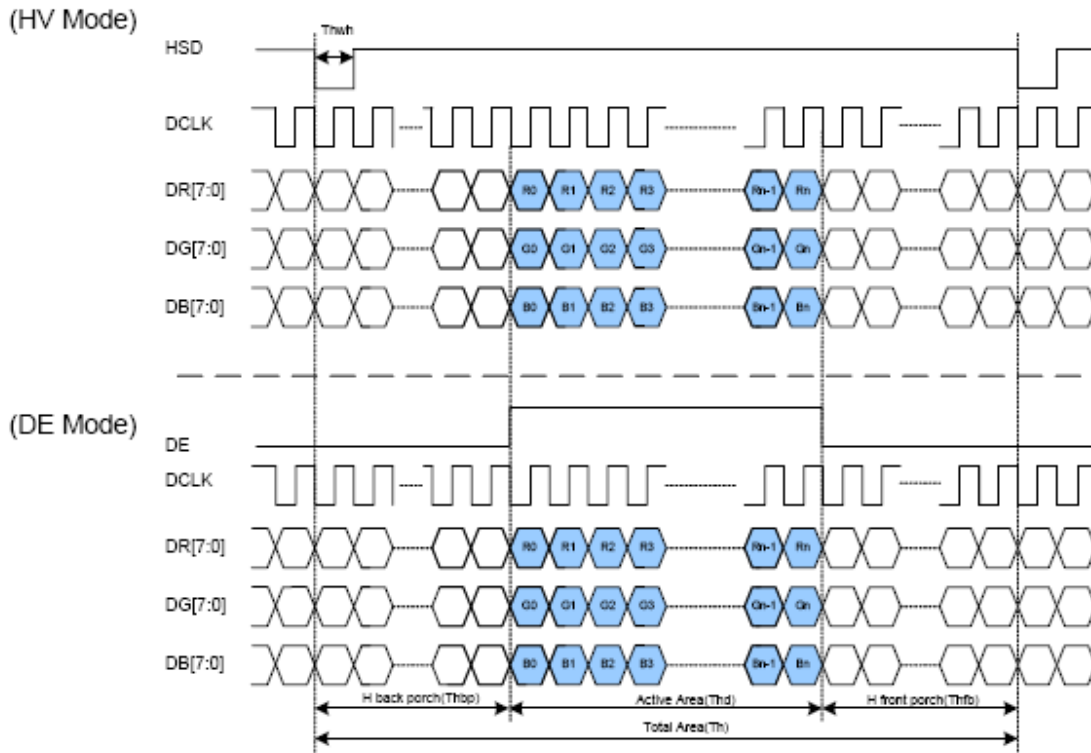 (HV Mode)
Thwh
HSD
DCLK
DR[7:0] R0 R1 R2 R3 Rn-1 Rn
DG[7:0] G0 G1 G2 G3 Gn-1 Gn
DB[7:0] B0 B1 B2 B3 Bn-1 Bn
(DE Mode)
DE
DCLK
DR[7:0] R0 R1 R2 R3 Rn-1 Rn
DG[7:0] G0 G1 G2 G3 Gn-1 Gn
DB[7:0] B0 B1 B2 B3 Bn-1 Bn
H back porch(Thbp) Active Area(Thd) H front porch(Thfb)
Total Area(Th)